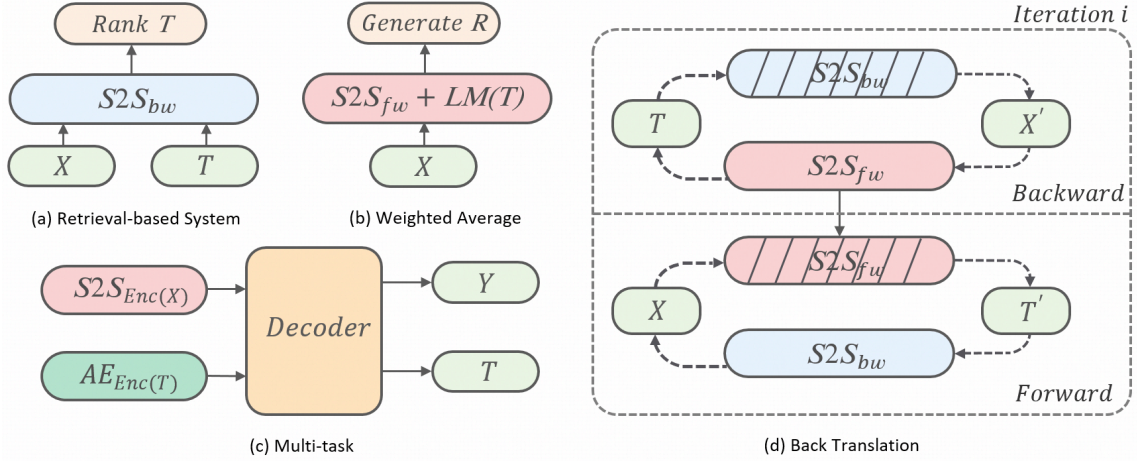 Rank T
S2S_bw
X
T
(a) Retrieval-based System
Generate R
S2S_fw + LM(T)
X
(b) Weighted Average
S2S_Enc(X)
AE_Enc(T)
Decoder
Y
T
(c) Multi-task
Iteration i
S2S_bw
T
X′
S2S_fw
Backward
S2S_fw
X
T′
S2S_bw
Forward
(d) Back Translation